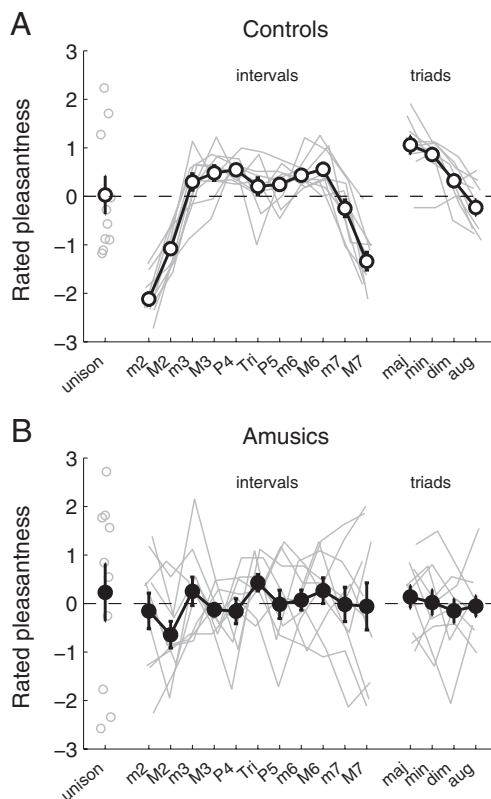 A
Controls
3
2
1
0
−1
−2
−3
Rated pleasantness
intervals
triads
unison
m2
M2
m3
M3
P4
Tri
P5
m6
M6
m7
M7
maj
min
dim
aug
B
Amusics
3
2
1
0
−1
−2
−3
Rated pleasantness
intervals
triads
unison
m2
M2
m3
M3
P4
Tri
P5
m6
M6
m7
M7
maj
min
dim
aug